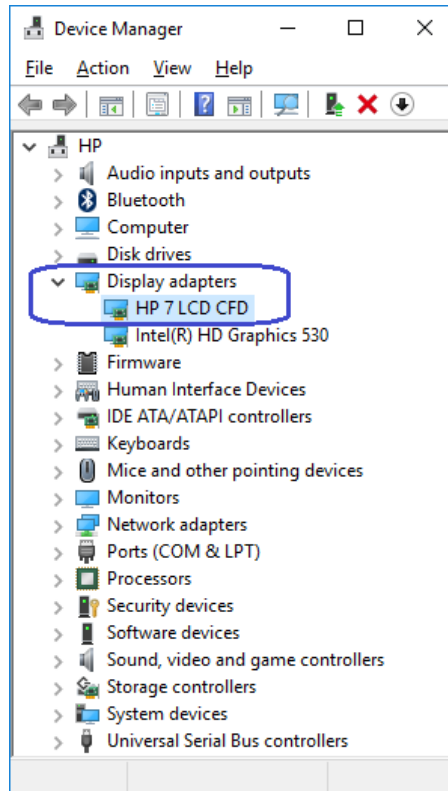 Device Manager
File Action View Help
HP
Audio inputs and outputs
Bluetooth
Computer
Disk drives
Display adapters
HP 7 LCD CFD
Intel(R) HD Graphics 530
Firmware
Human Interface Devices
IDE ATA/ATAPI controllers
Keyboards
Mice and other pointing devices
Monitors
Network adapters
Ports (COM & LPT)
Processors
Security devices
Software devices
Sound, video and game controllers
Storage controllers
System devices
Universal Serial Bus controllers